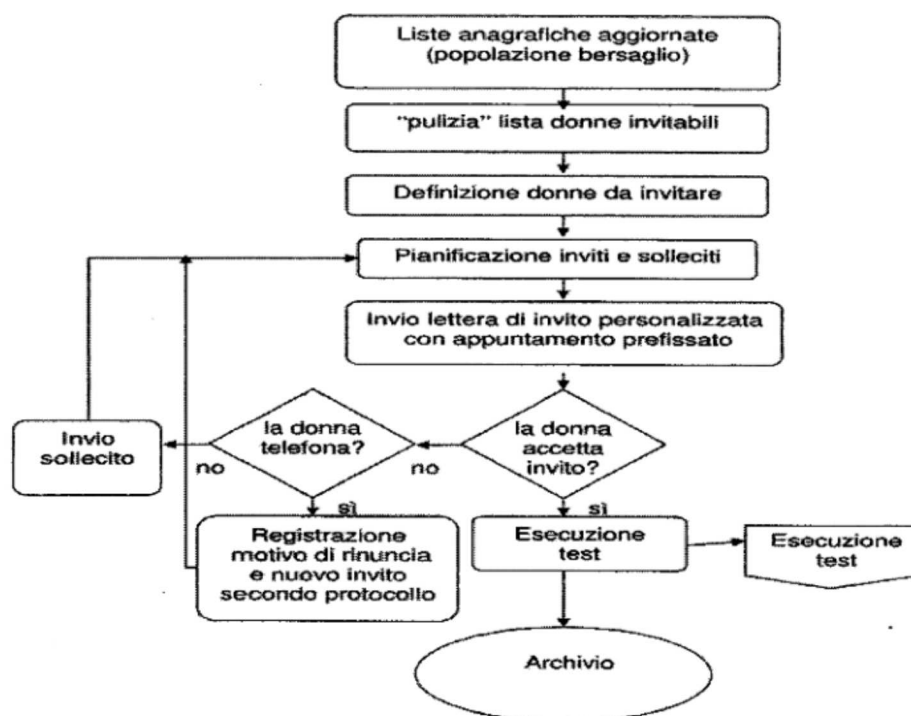 Liste anagrafiche aggiornate
(popolazione bersaglio)
"pulizia" lista donne invitabili
Definizione donne da invitare
Pianificazione inviti e solleciti
Invio lettera di invito personalizzata
con appuntamento prefissato
la donna
accetta
invito?
no
sì
la donna
telefona?
no
sì
Invio
sollecito
Registrazione
motivo di rinuncia
e nuovo invito
secondo protocollo
Esecuzione
test
Esecuzione
test
Archivio